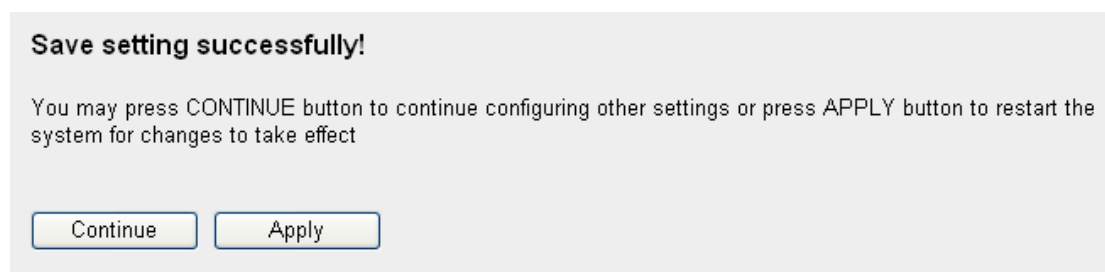 Save setting successfully!
You may press CONTINUE button to continue configuring other settings or press APPLY button to restart the
system for changes to take effect
Continue Apply